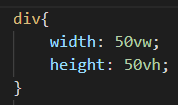 div{
    width: 50vw;
    height: 50vh;
}